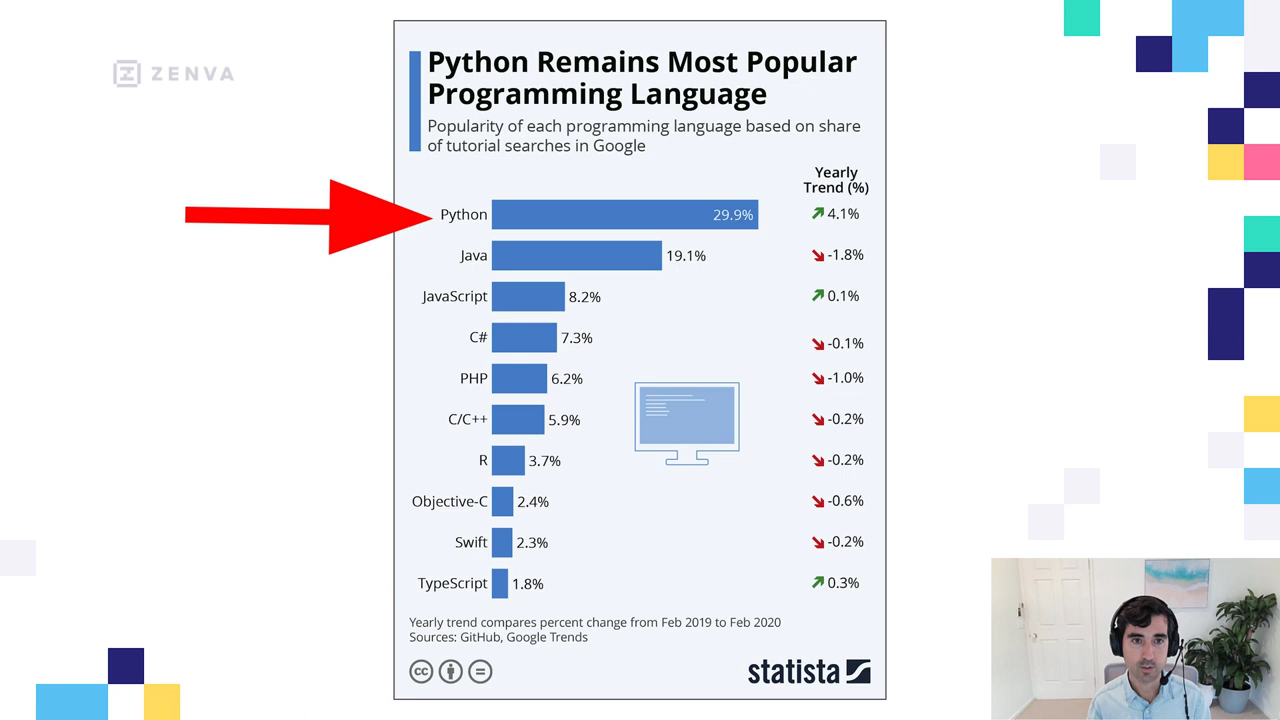 ZENVA
Python Remains Most Popular
Programming Language
Popularity of each programming language based on share
of tutorial searches in Google
Yearly
Trend (%)
Python 29.9% 4.1%
Java 19.1% -1.8%
JavaScript 8.2% 0.1%
C# 7.3% -0.1%
PHP 6.2% -1.0%
C/C++ 5.9% -0.2%
R 3.7% -0.2%
Objective-C 2.4% -0.6%
Swift 2.3% -0.2%
TypeScript 1.8% 0.3%
Yearly trend compares percent change from Feb 2019 to Feb 2020
Sources: GitHub, Google Trends
cc
statista